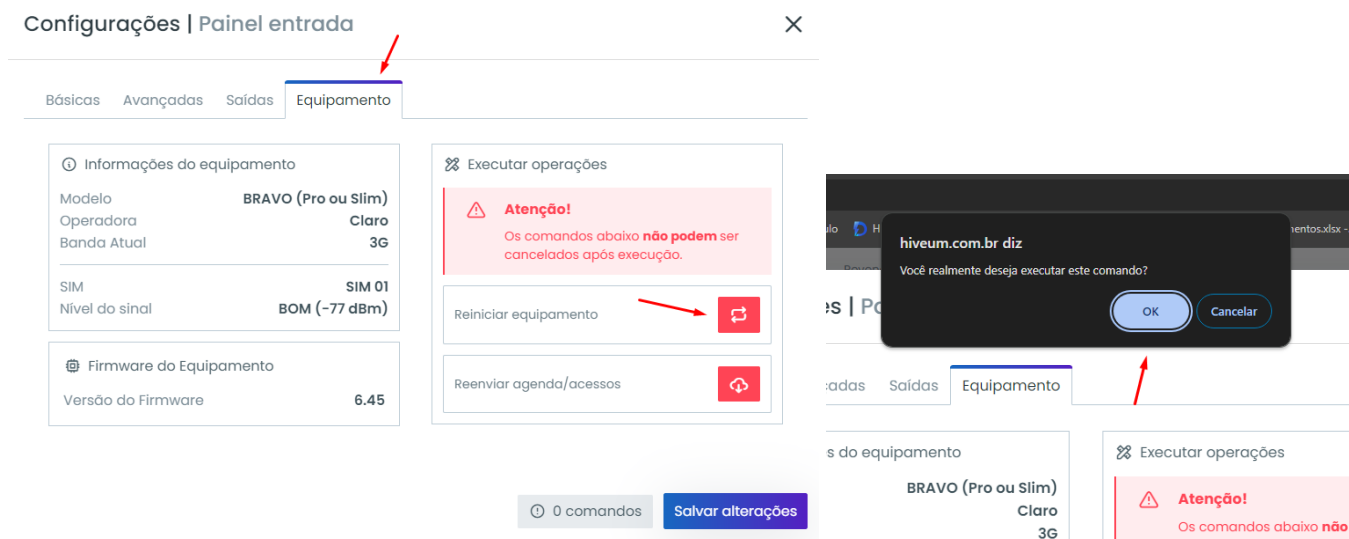 Configurações | Painel entrada
Básicas Avançadas Saídas Equipamento
Informações do equipamento
Modelo BRAVO (Pro ou Slim)
Operadora Claro
Banda Atual 3G
SIM SIM 01
Nível do sinal BOM (-77 dBm)
Firmware do Equipamento
Versão do Firmware 6.45
Executar operações
Atenção!
Os comandos abaixo não podem ser
cancelados após execução.
Reiniciar equipamento
Reenviar agenda/acessos
0 comandos Salvar alterações
hiveum.com.br diz
Você realmente deseja executar este comando?
OK Cancelar
Saídas Equipamento
s do equipamento
BRAVO (Pro ou Slim)
Claro
3G
Executar operações
Atenção!
Os comandos abaixo não